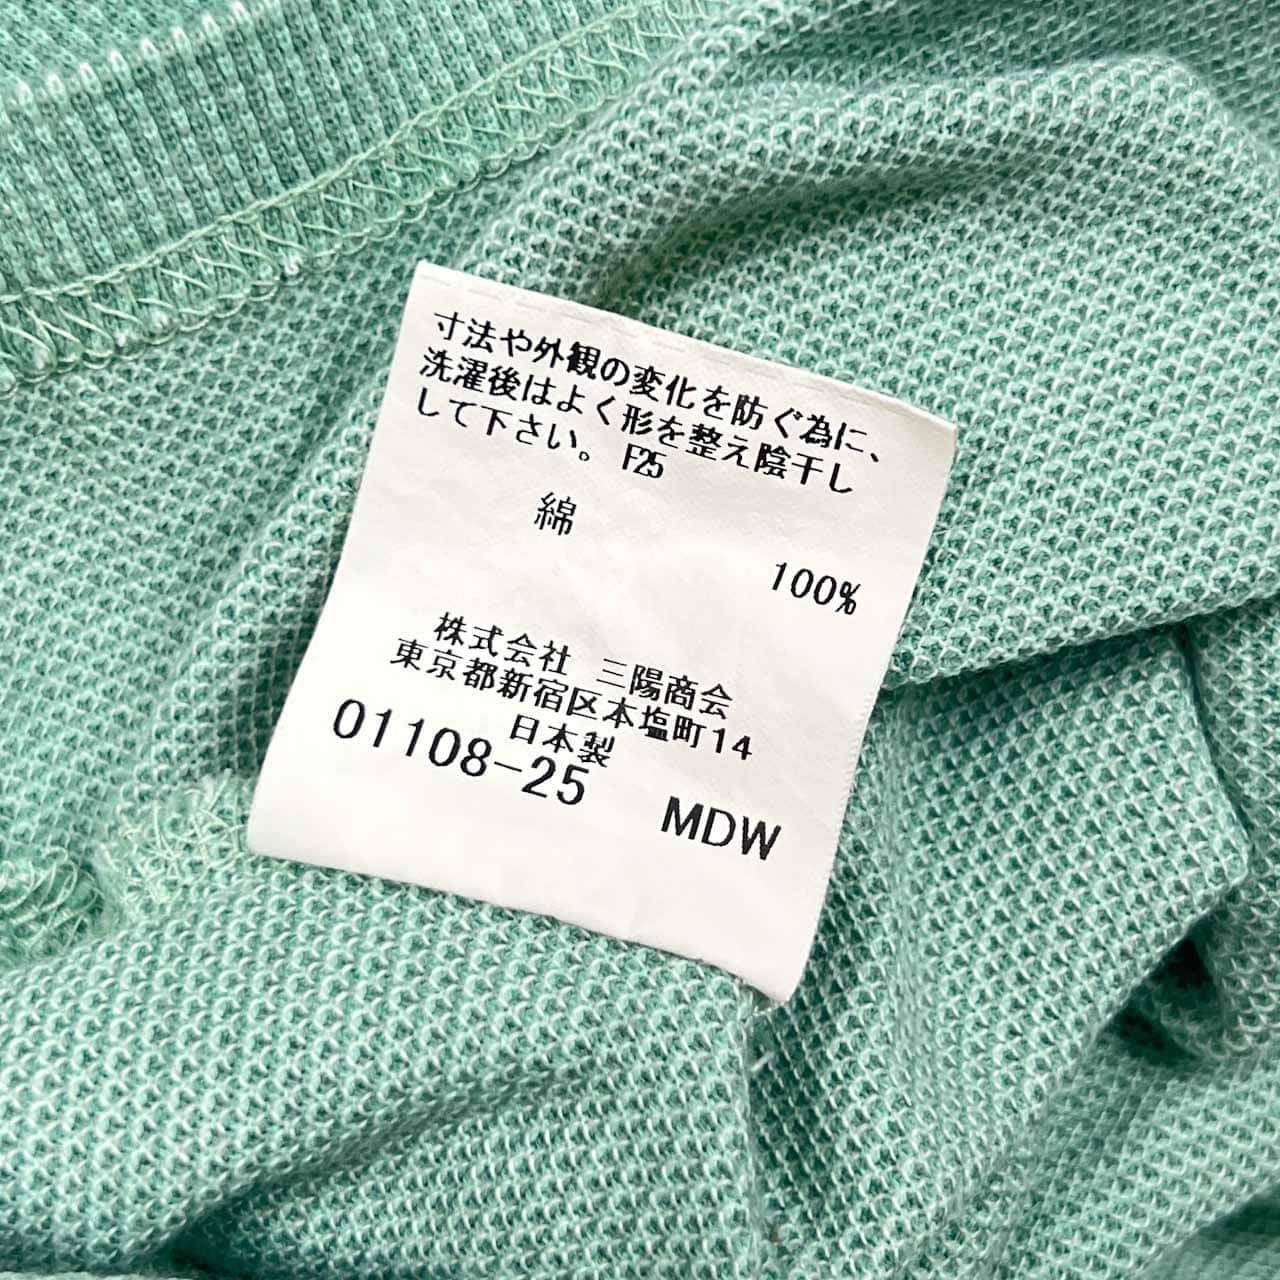 寸法や外観の変化を防ぐ為に、
洗濯後はよく形を整え陰干し
して下さい。 F25
綿
100%
株式会社 三陽商会
東京都新宿区本塩町14
日本製
01108-25 MDW